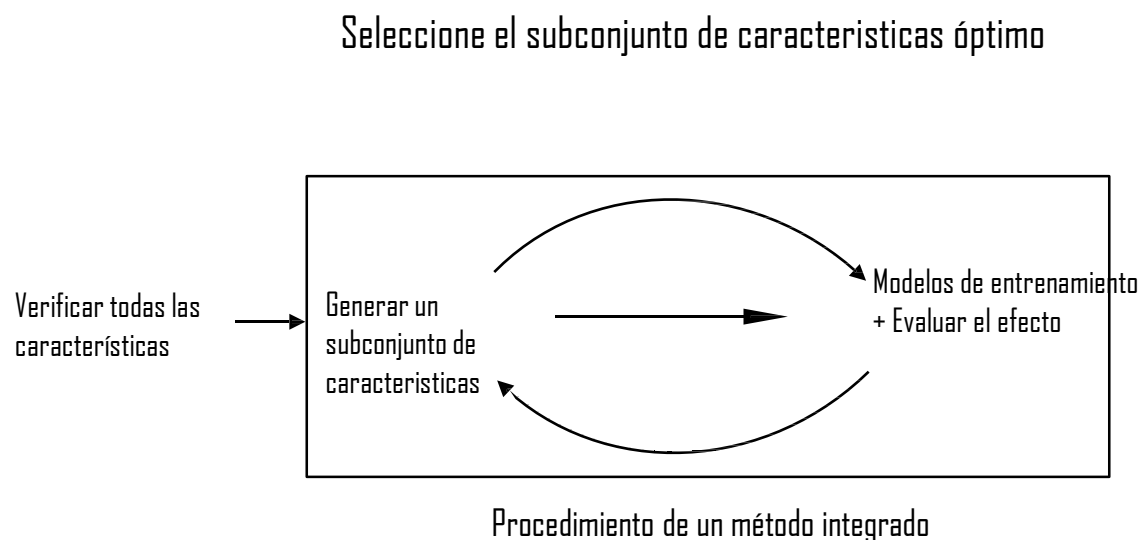 Seleccione el subconjunto de caracteristicas óptimo
Verificar todas las
características
Generar un
subconjunto de
caracteristicas
Modelos de entrenamiento
+ Evaluar el efecto
Procedimiento de un método integrado